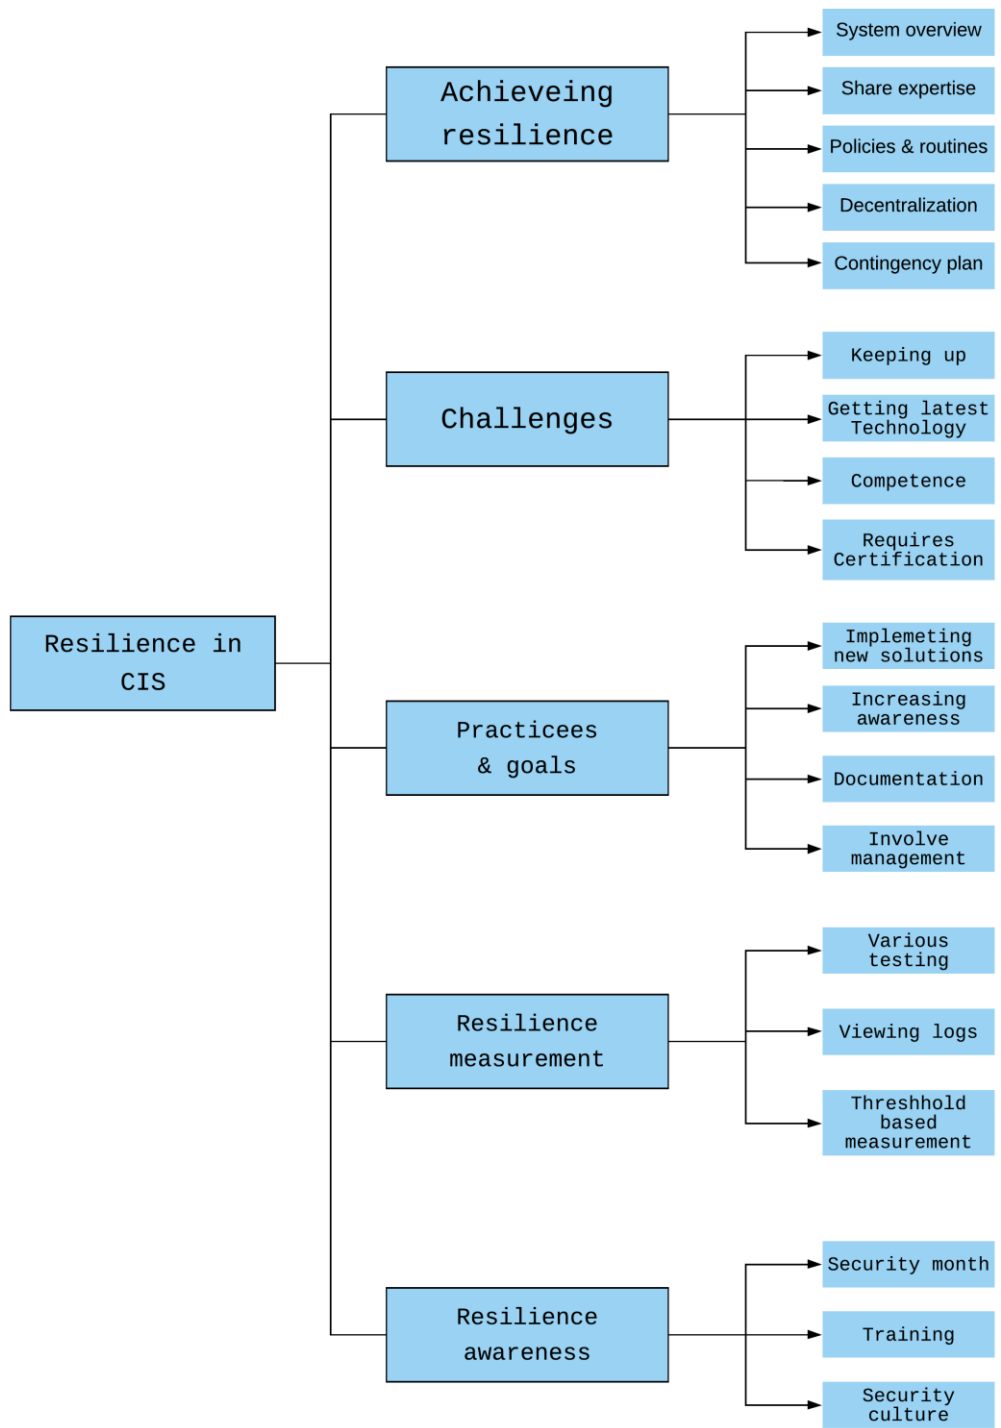 Resilience in
CIS
Achieveing
resilience
System overview
Share expertise
Policies & routines
Decentralization
Contingency plan
Challenges
Keeping up
Getting latest
Technology
Competence
Requires
Certification
Practicees
& goals
Implemeting
new solutions
Increasing
awareness
Documentation
Involve
management
Resilience
measurement
Various
testing
Viewing logs
Threshhold
based
measurement
Resilience
awareness
Security month
Training
Security
culture